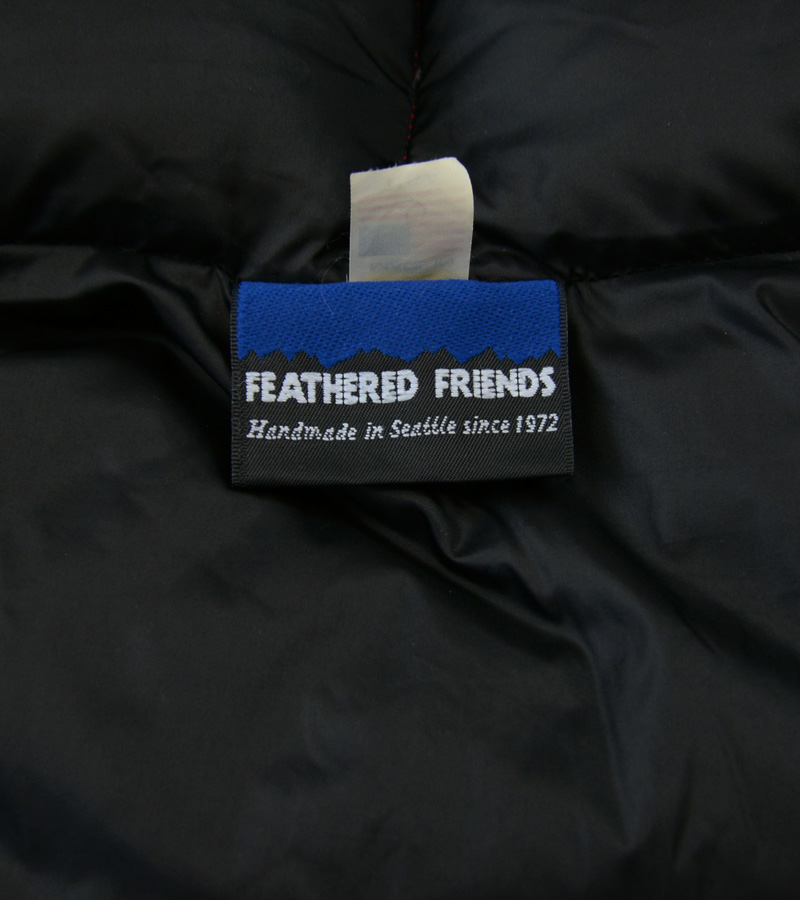 FEATHERED FRIENDS
Handmade in Seattle since 1972